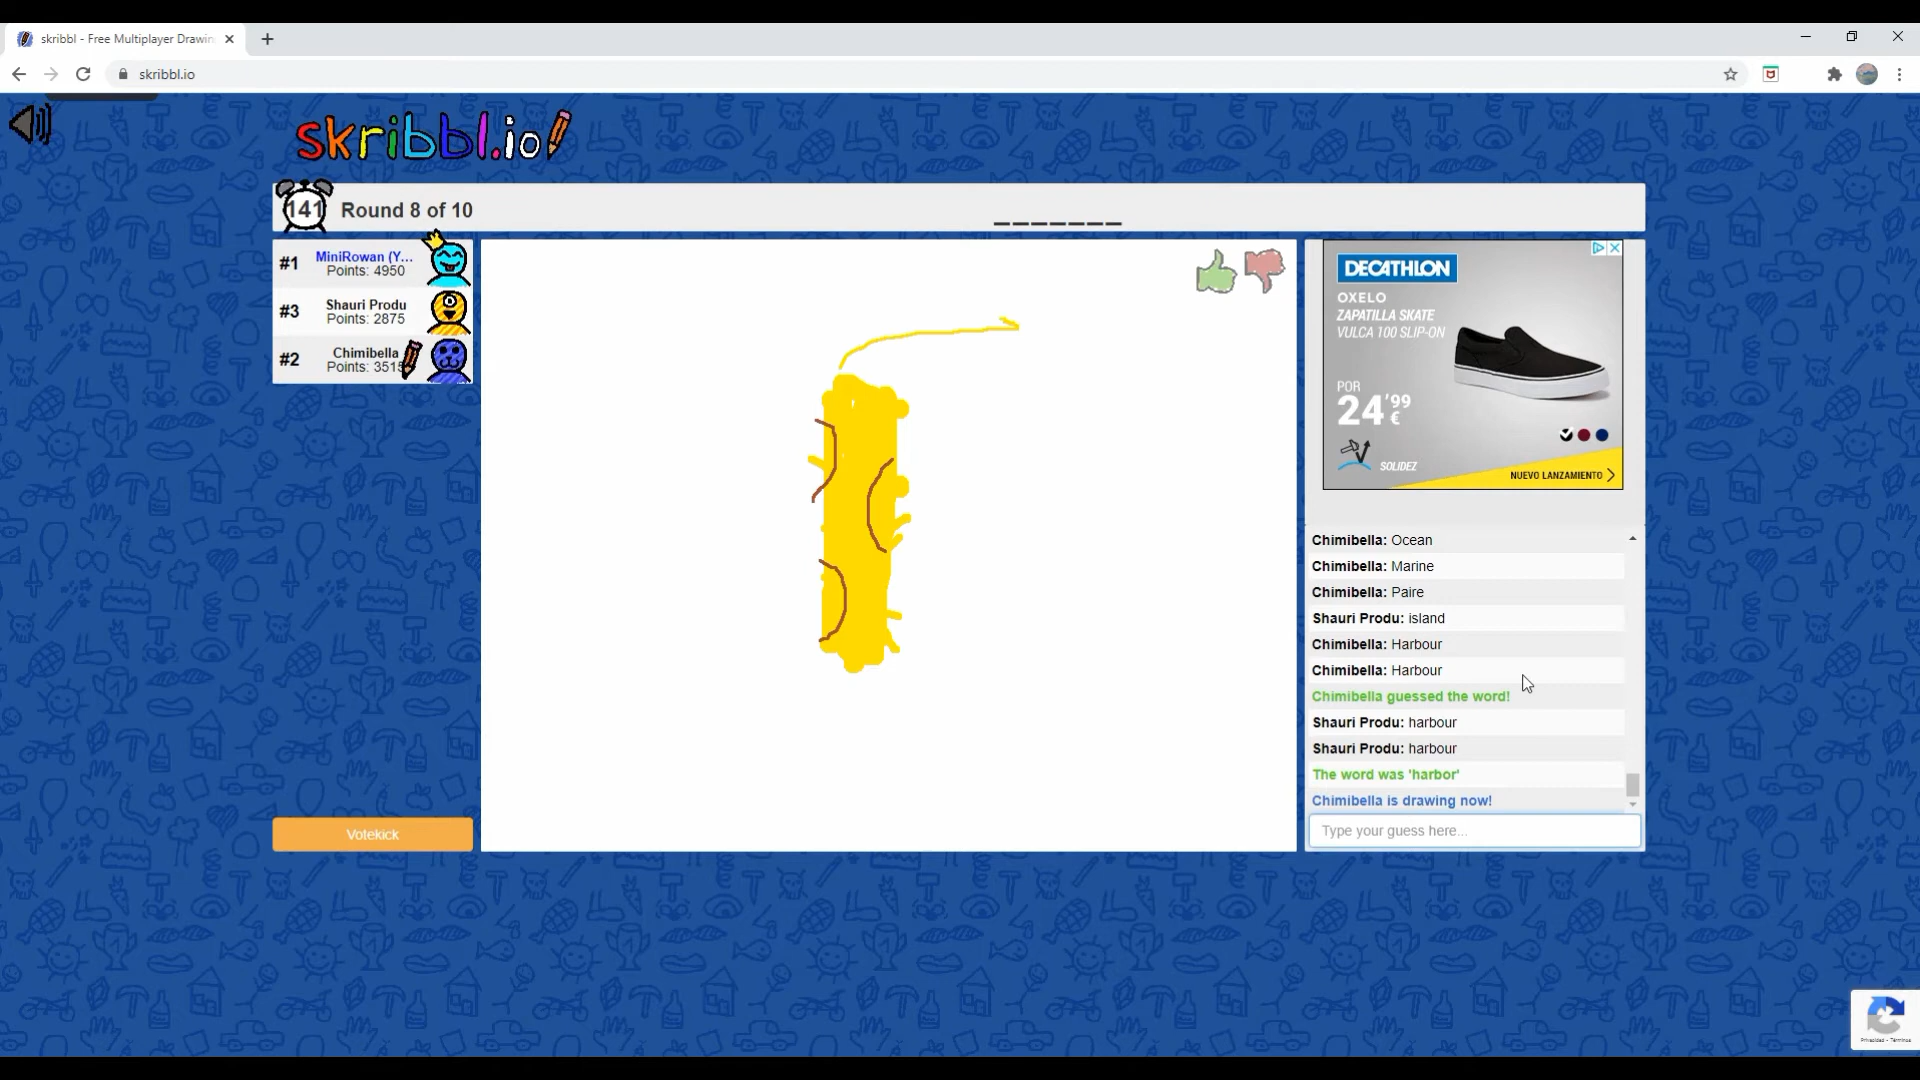 skribbl - Free Multiplayer Drawin
skribbl.io
skribbl.io
141
Round 8 of 10
_ _ _ _ _ _ _
#1
MiniRowan (Y...
Points: 4950
#3
Shauri Produ
Points: 2875
#2
Chimibella
Points: 3515
Votekick
DECATHLON
OXELO
ZAPATILLA SKATE
VULCA 100 SLIP-ON
POR
24'99
€
SOLIDEZ
NUEVO LANZAMIENTO
Chimibella: Ocean
Chimibella: Marine
Chimibella: Paire
Shauri Produ: island
Chimibella: Harbour
Chimibella: Harbour
Chimibella guessed the word!
Shauri Produ: harbour
Shauri Produ: harbour
The word was 'harbor'
Chimibella is drawing now!
Type your guess here...
Privacidad - Términos